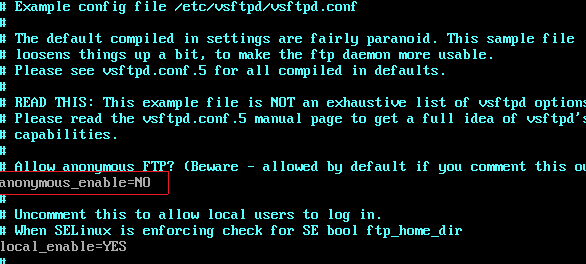 # Example config file /etc/vsftpd/vsftpd.conf
#
# The default compiled in settings are fairly paranoid. This sample file
# loosens things up a bit, to make the ftp daemon more usable.
# Please see vsftpd.conf.5 for all compiled in defaults.
#
# READ THIS: This example file is NOT an exhaustive list of vsftpd options
# Please read the vsftpd.conf.5 manual page to get a full idea of vsftpd's
# capabilities.
#
# Allow anonymous FTP? (Beware - allowed by default if you comment this ou
anonymous_enable=NO
#
# Uncomment this to allow local users to log in.
# When SELinux is enforcing check for SE bool ftp_home_dir
local_enable=YES
#